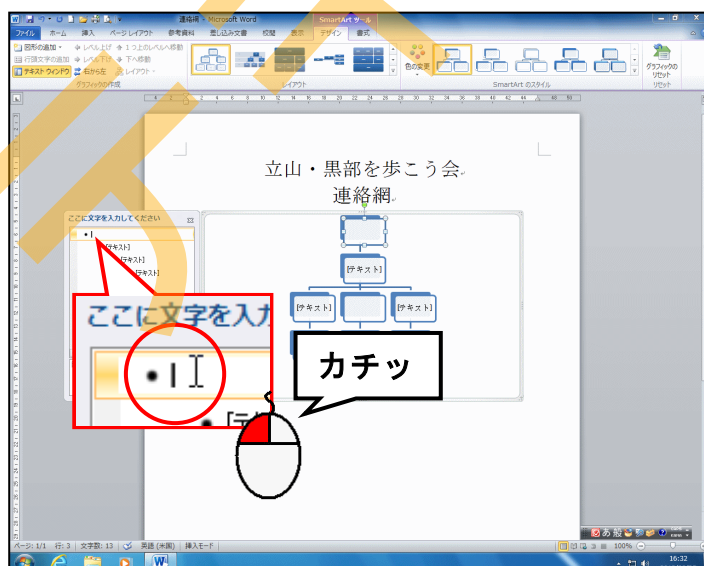 連絡網 - Microsoft Word
SmartArt ツール
ファイル ホーム 挿入 ページ レイアウト 参考資料 差し込み文書 校閲 表示 デザイン 書式
図形の追加 レベル上げ 1つ上のレベルへ移動
行頭文字の追加 レベル下げ 下へ移動
テキスト ウィンドウ 右から左 レイアウト
色の変更
グラフィックの
リセット
グラフィックの作成 レイアウト SmartArt のスタイル リセット
立山・黒部を歩こう会
連絡網
ここに文字を入力してください
[テキスト]
[テキスト]
[テキスト]
[テキスト]
[テキスト] [テキスト]
ここに文字を入力
カチッ
あ 般
ページ: 1/1 行: 3 文字数: 13 英語 (米国) 挿入モード 100%
16:32